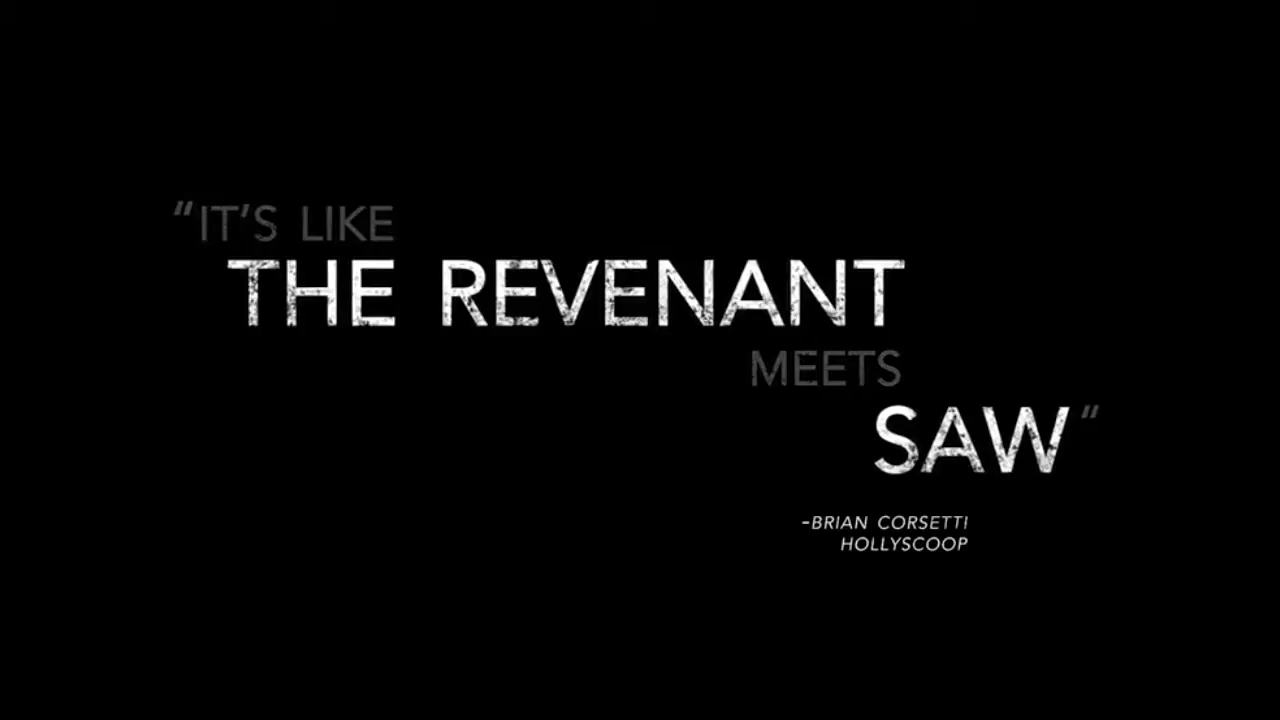 “IT’S LIKE
THE REVENANT
MEETS
SAW“
-BRIAN CORSETTI
HOLLYSCOOP